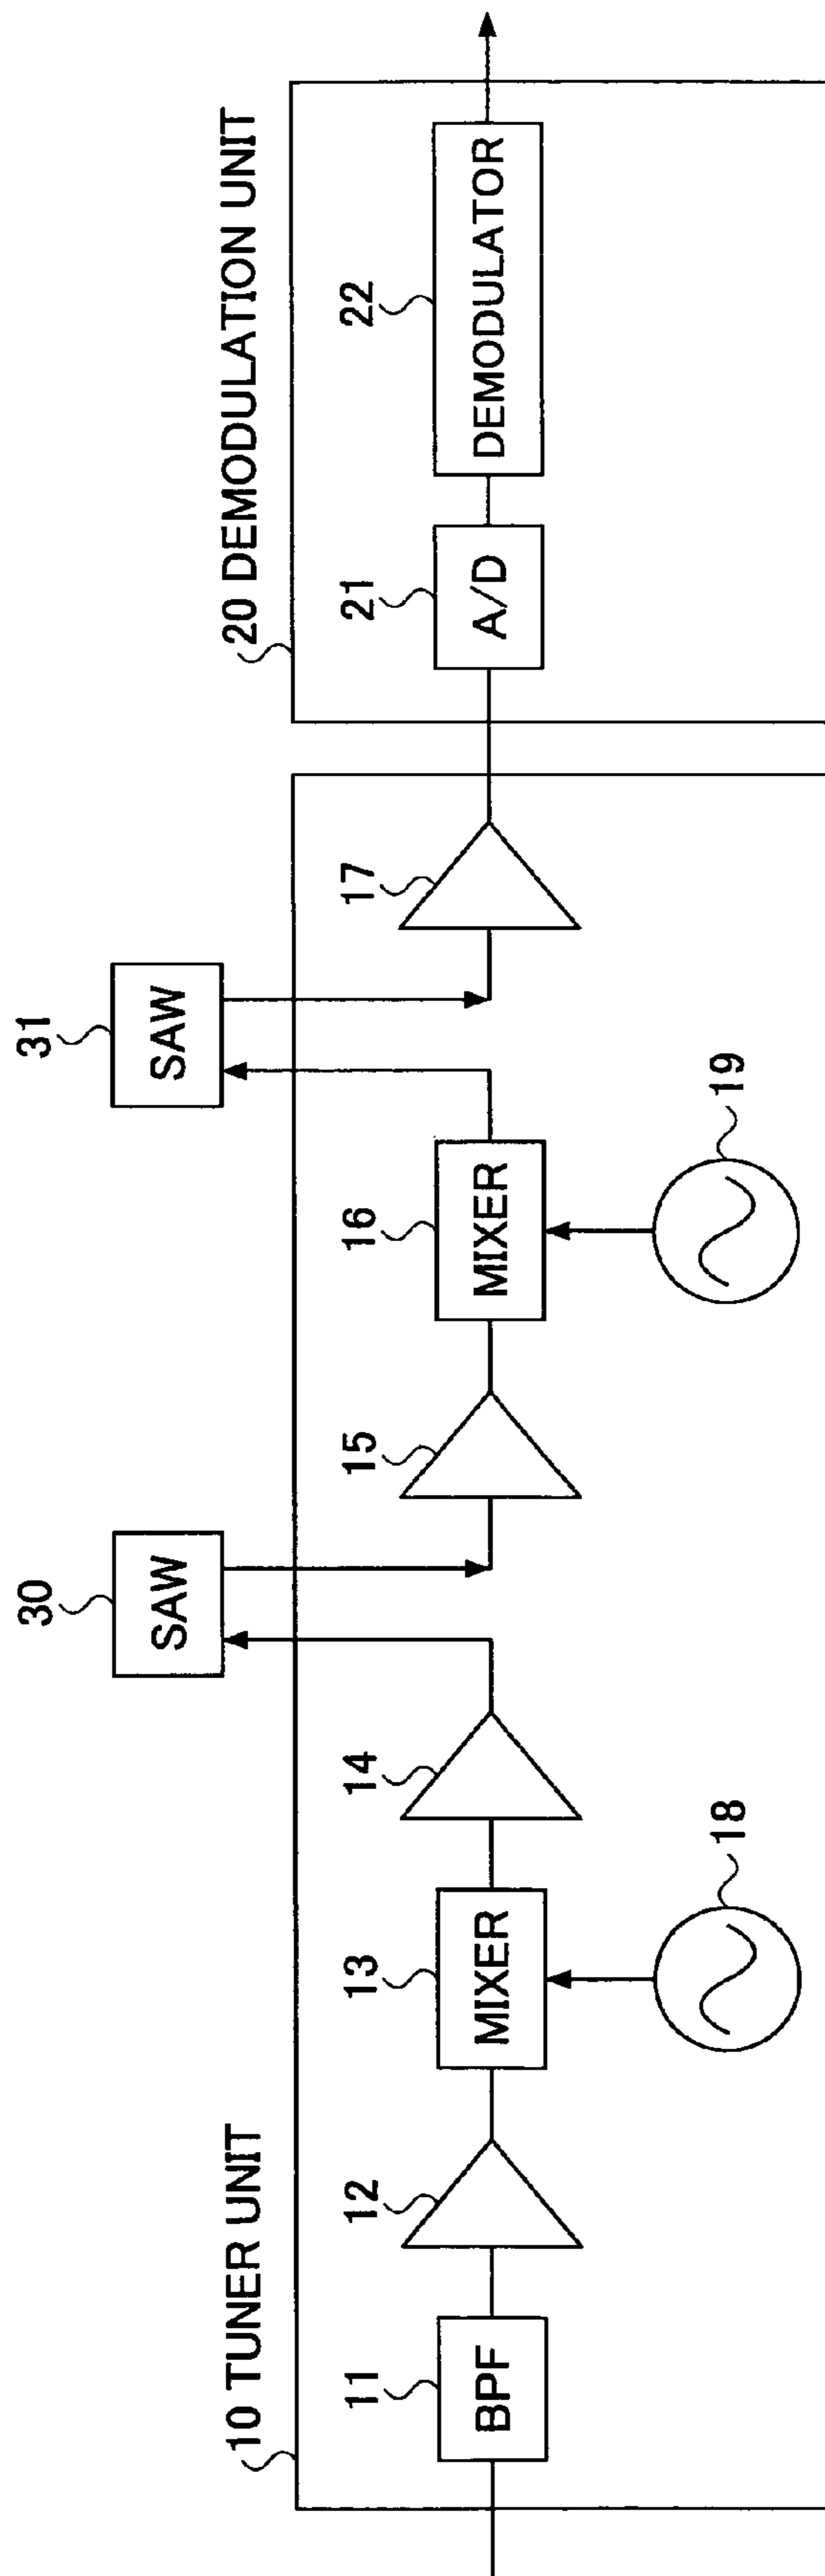 10 TUNER UNIT
20 DEMODULATION UNIT
30
SAW
31
SAW
11
BPF
12
13
MIXER
14
15
16
MIXER
17
21
A/D
22
DEMODULATOR
18
19